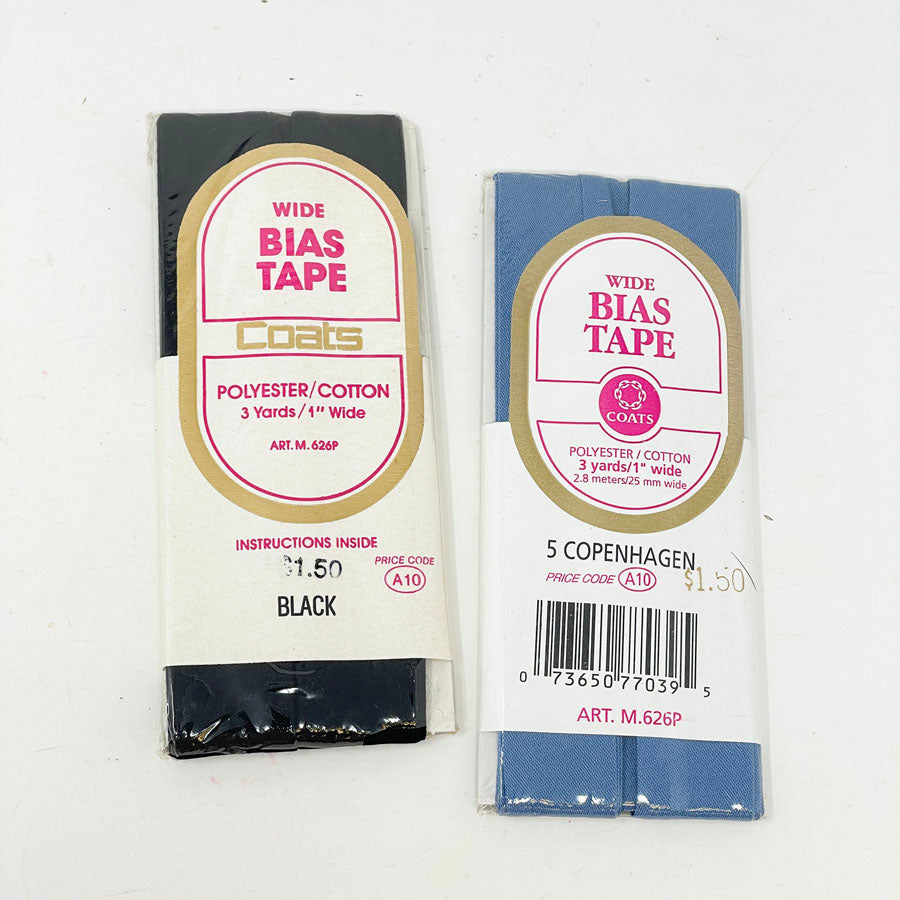 WIDE
BIAS
TAPE
Coats
POLYESTER/COTTON
3 Yards/1" Wide
ART. M. 626P
INSTRUCTIONS INSIDE
$1.50
PRICE CODE
A10
BLACK
WIDE
BIAS
TAPE
COATS
POLYESTER / COTTON
3 yards/1" wide
2.8 meters/25 mm wide
5 COPENHAGEN
PRICE CODE A10 $1.50
0 73650 77039 5
ART. M.626P